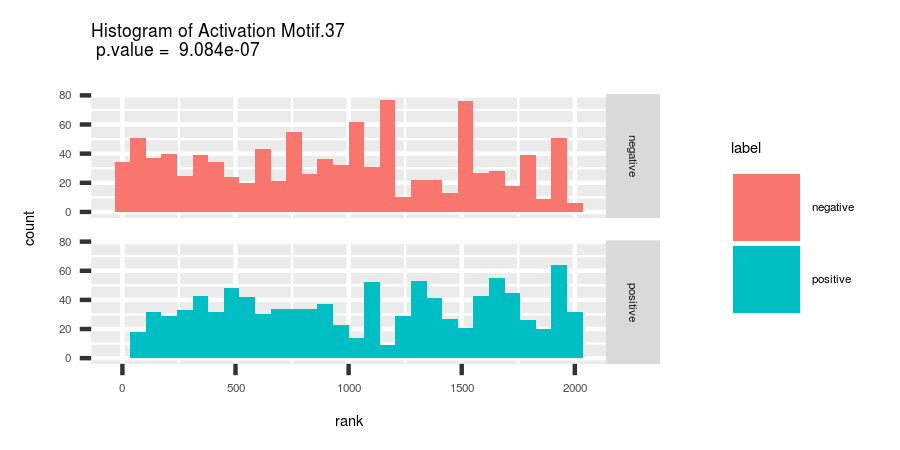 Histogram of Activation Motif.37
p.value = 9.084e-07
80
60
40
20
0
negative
80
60
40
20
0
positive
count
0 500 1000 1500 2000
rank
label
negative
positive